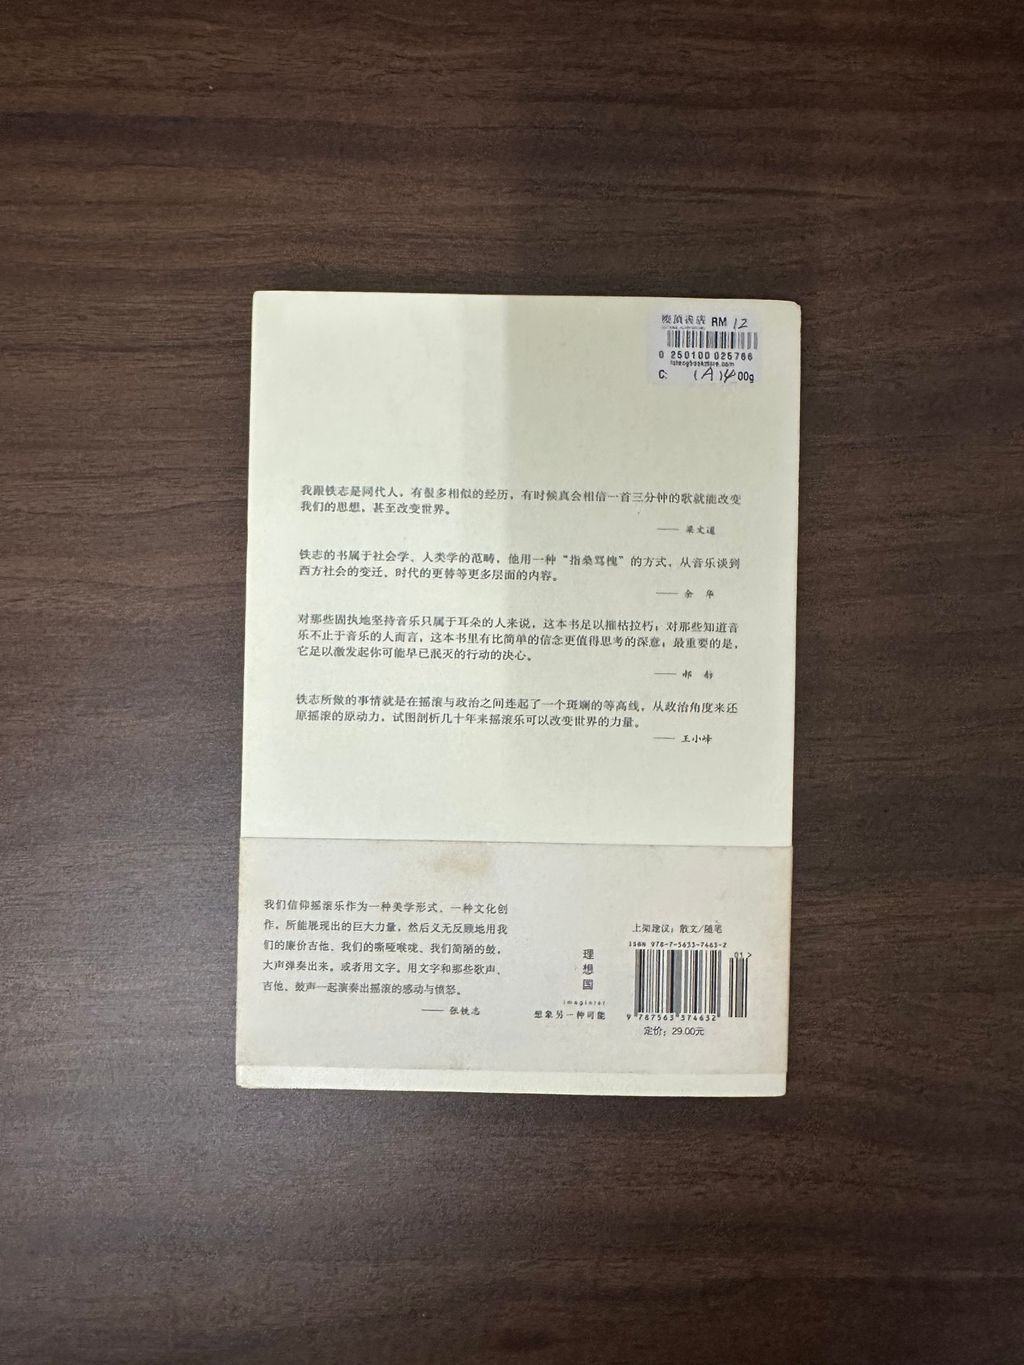 RM 12
0 250100 025766
C: (A) 400g
我跟铁志是同代人，有很多相似的经历，有时候真会相信一首三分钟的歌就能改变
我们的思想，甚至改变世界。
—— 梁文道
铁志的书属于社会学、人类学的范畴，他用一种“指桑骂槐”的方式，从音乐谈到
西方社会的变迁、时代的更替等更多层面的内容。
—— 余 华
对那些固执地坚持音乐只属于耳朵的人来说，这本书足以摧枯拉朽；对那些知道音
乐不止于音乐的人而言，这本书里有比简单的信念更值得思考的深意；最重要的是，
它足以激发起你可能早已泯灭的行动的决心。
—— 郝 舫
铁志所做的事情就是在摇滚与政治之间连起了一个斑斓的等高线，从政治角度来还
原摇滚的原动力，试图剖析几十年来摇滚乐可以改变世界的力量。
—— 王小峰
我们信仰摇滚乐作为一种美学形式、一种文化创
作，所能展现出的巨大力量，然后义无反顾地用我
们的廉价吉他、我们的嘶哑喉咙、我们简陋的鼓，
大声弹奏出来。或者用文字。用文字和那些歌声、
吉他、鼓声一起演奏出摇滚的感动与愤怒。
—— 张铁志
理想国
imaginist
想象另一种可能
上架建议：散文/随笔
ISBN 978-7-5633-7463-2
01>
9 787563 374632
定价：29.00元